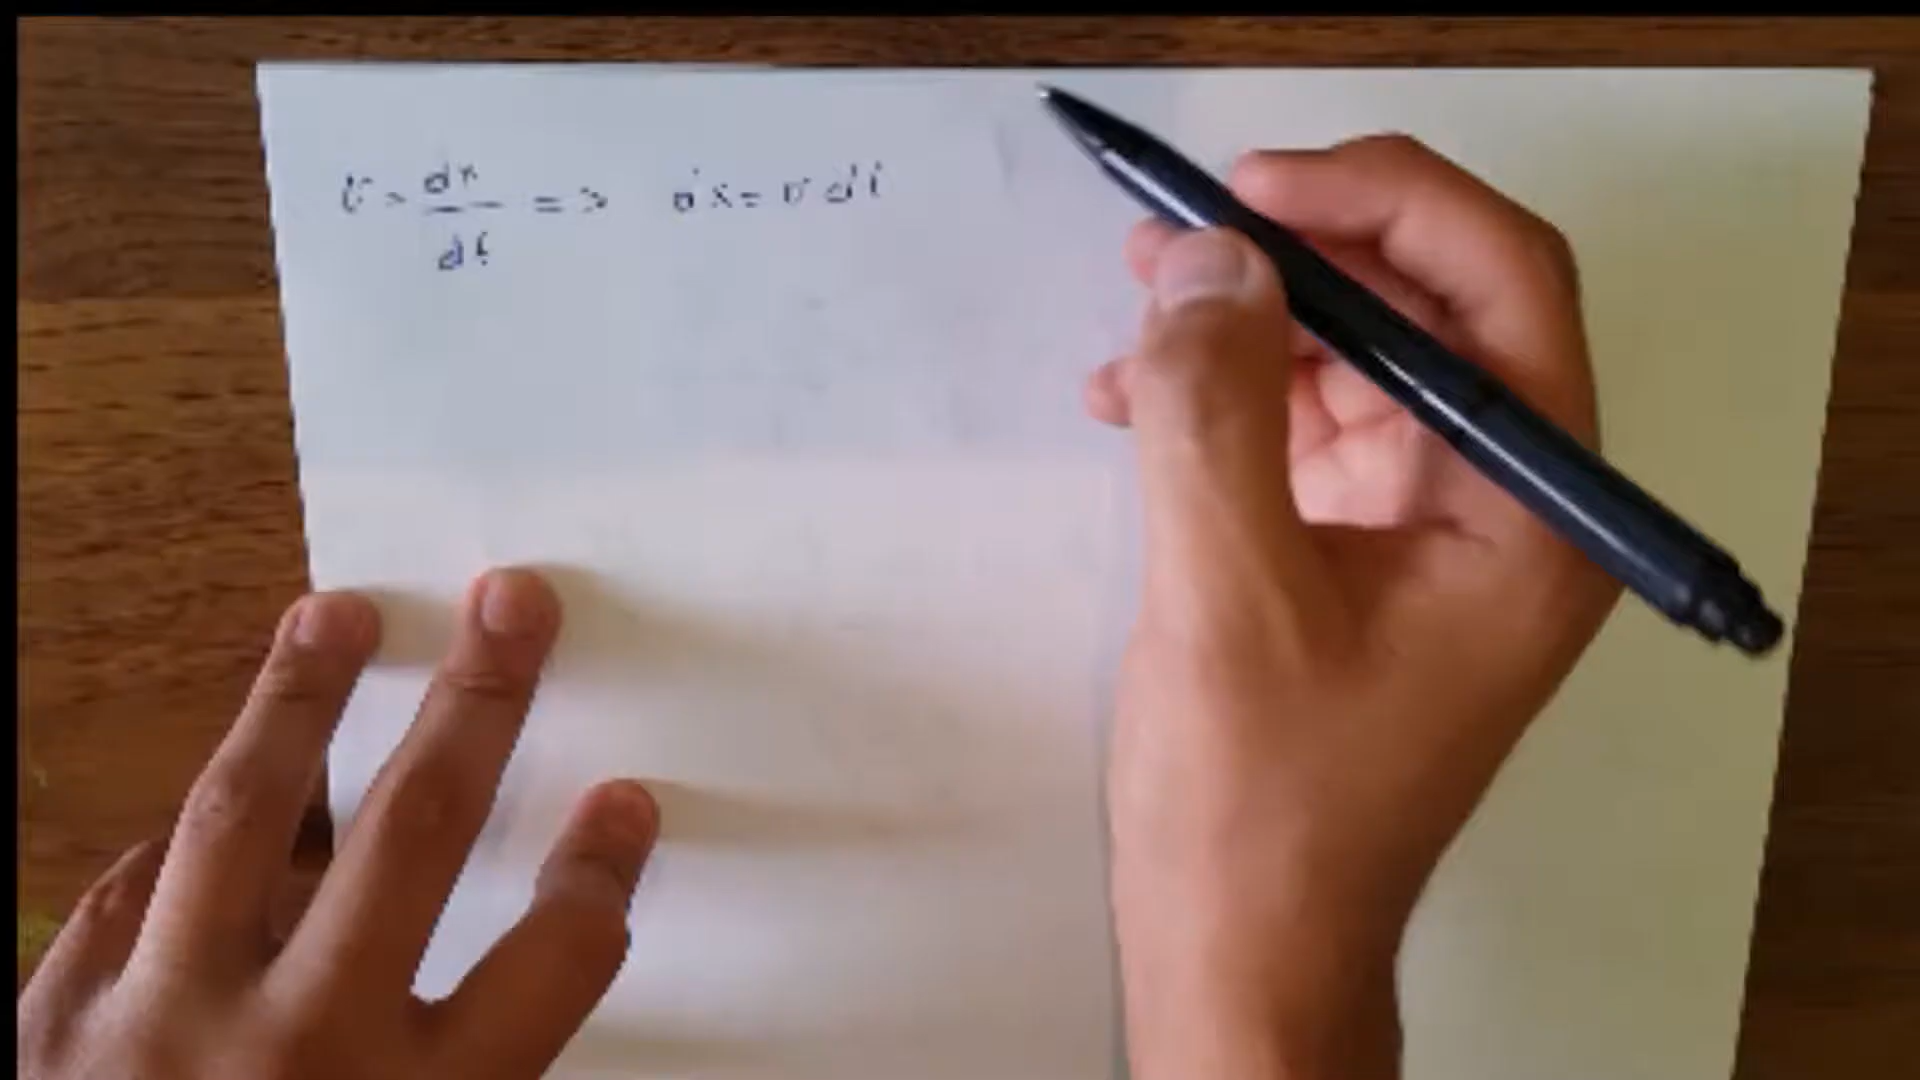 v = dx/dt => dx = v dt